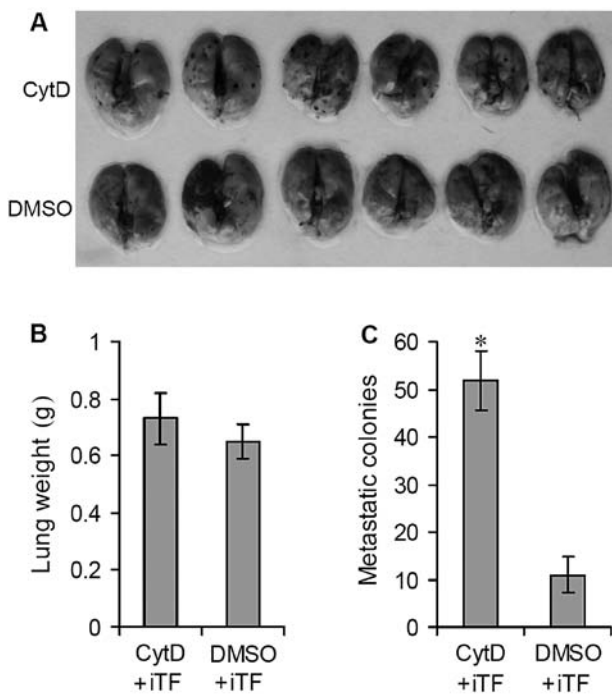 A
CytD
DMSO
B
1
0.8
0.6
0.4
0.2
0
Lung weight (g)
CytD
+iTF
DMSO
+iTF
C
60
50
40
30
20
10
0
Metastatic colonies
*
CytD
+iTF
DMSO
+iTF